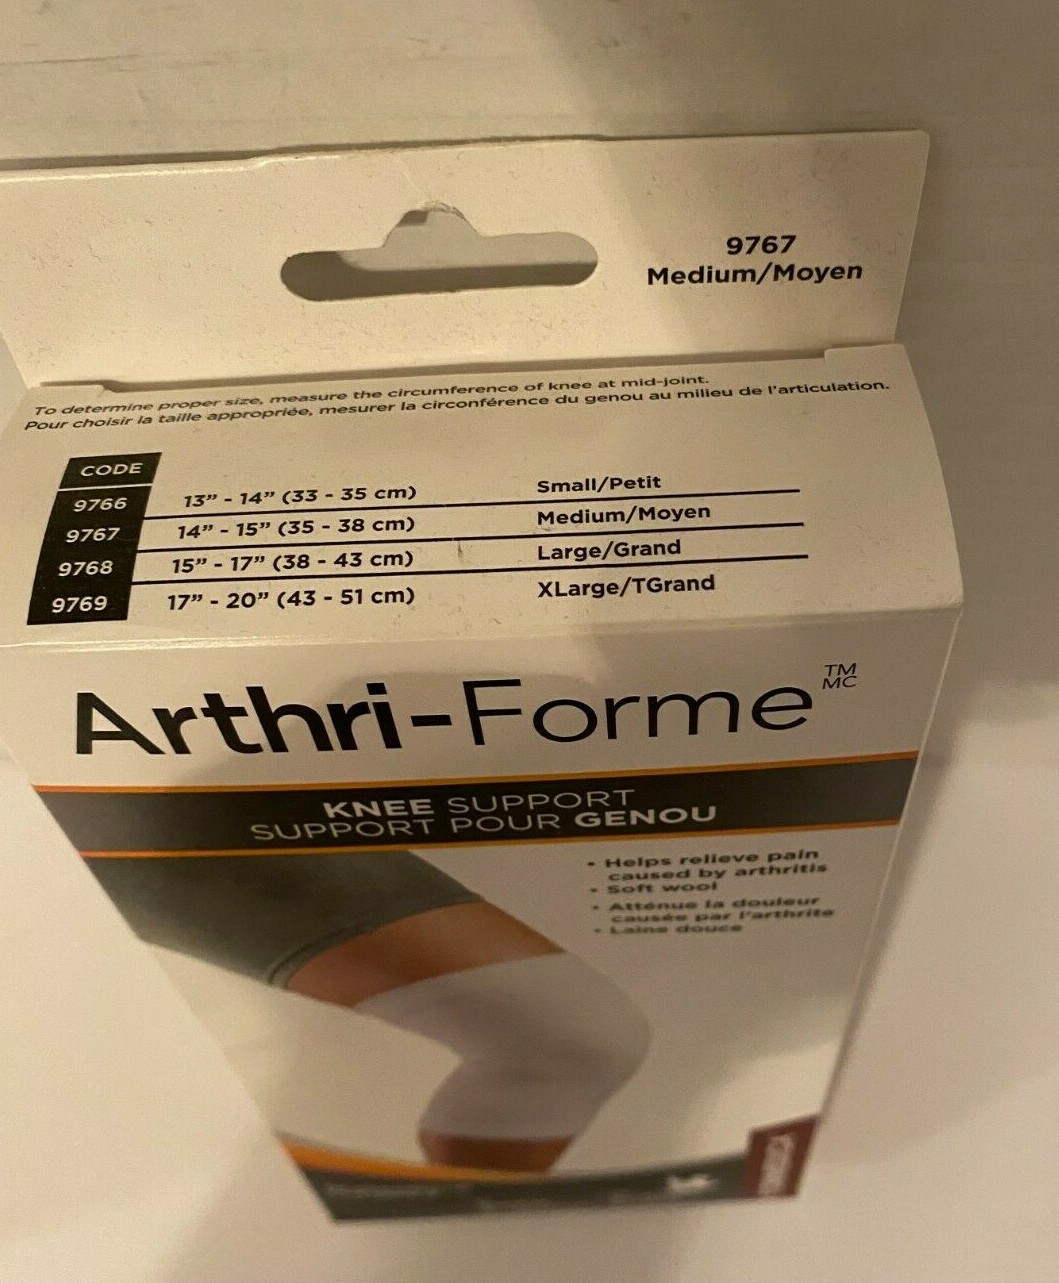 9767
Medium/Moyen
To determine proper size, measure the circumference of knee at mid-joint.
Pour choisir la taille appropriée, mesurer la circonférence du genou au milieu de l'articulation.
CODE
9766 13” - 14” (33 - 35 cm) Small/Petit
9767 14” - 15” (35 - 38 cm) Medium/Moyen
9768 15” - 17” (38 - 43 cm) Large/Grand
9769 17” - 20” (43 - 51 cm) XLarge/TGrand
Arthri-Forme TM
MC
KNEE SUPPORT
SUPPORT POUR GENOU
• Helps relieve pain
caused by arthritis
• Soft wool
• Atténue la douleur
causée par l'arthrite
• Laine douce